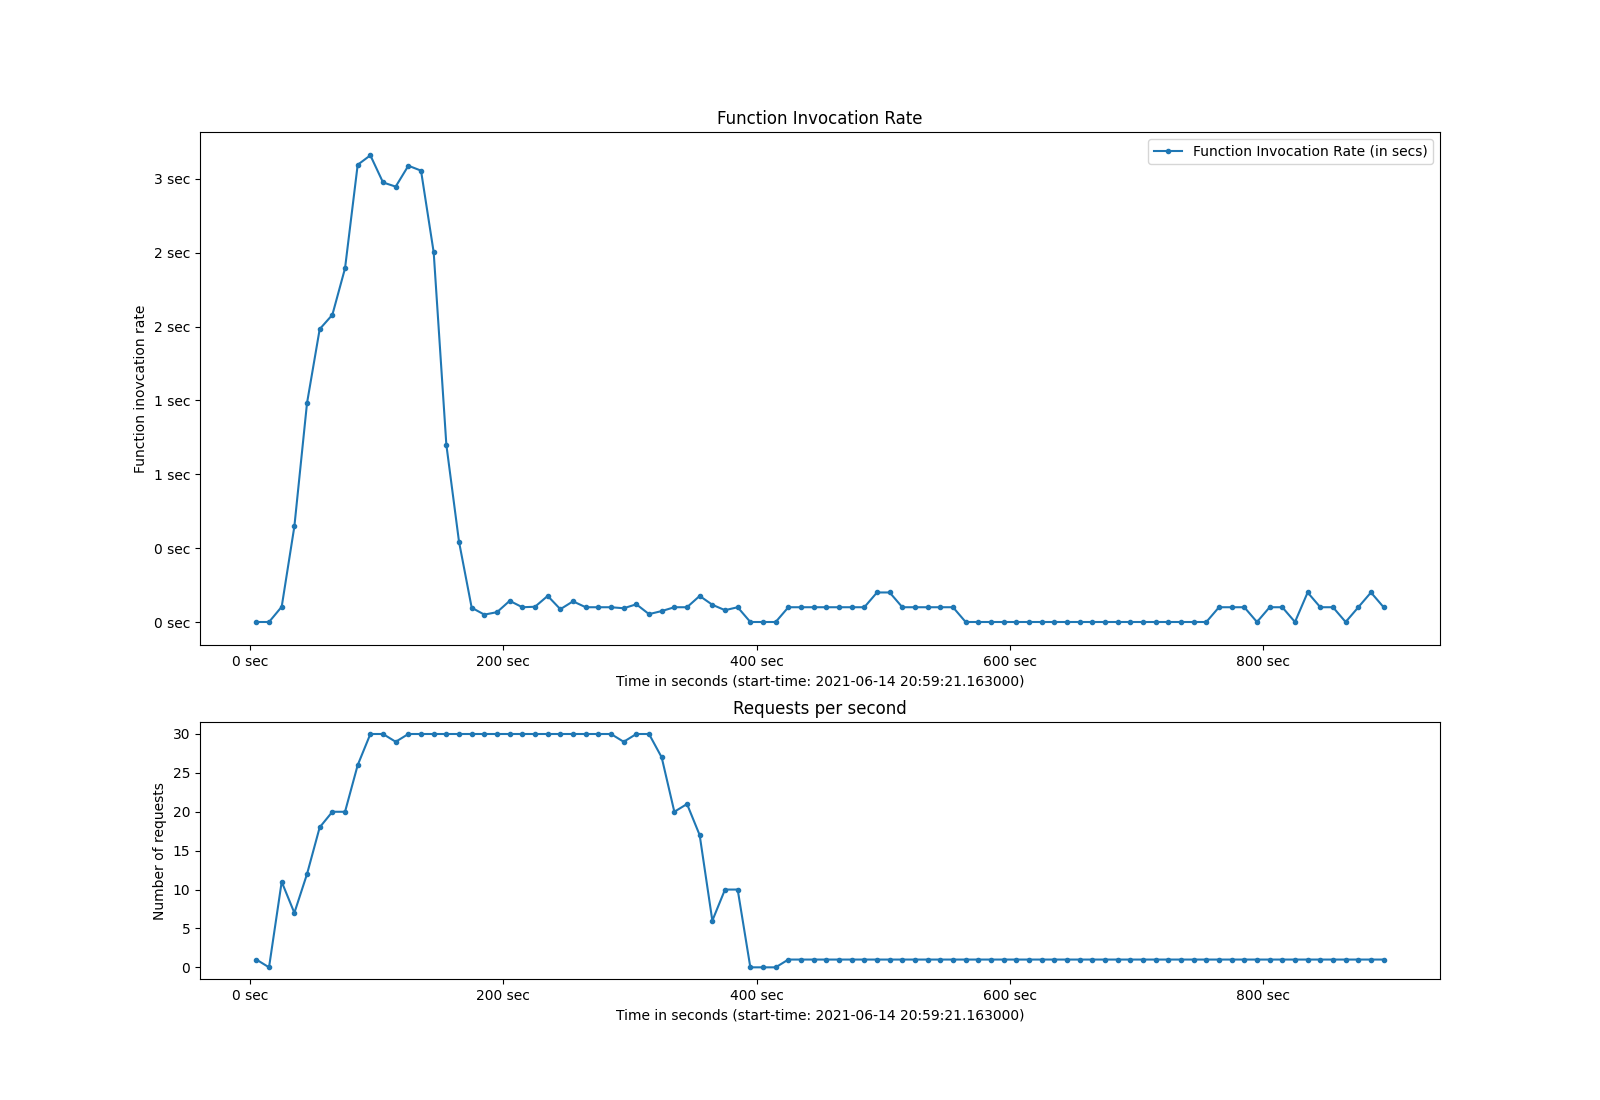 Function Invocation Rate
Function Invocation Rate (in secs)
3 sec
2 sec
2 sec
1 sec
1 sec
0 sec
0 sec
Function inovcation rate
0 sec
200 sec
400 sec
600 sec
800 sec
Time in seconds (start-time: 2021-06-14 20:59:21.163000)
Requests per second
30
25
20
15
10
5
0
Number of requests
0 sec
200 sec
400 sec
600 sec
800 sec
Time in seconds (start-time: 2021-06-14 20:59:21.163000)